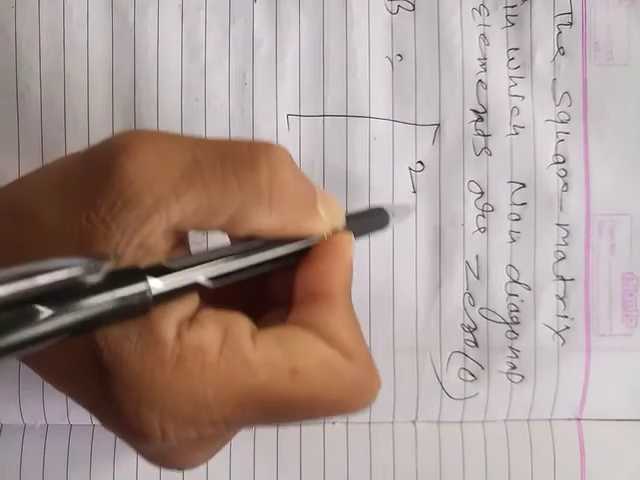 The square matrix
in which Non diagonal
elements are zero(0)
B :
2